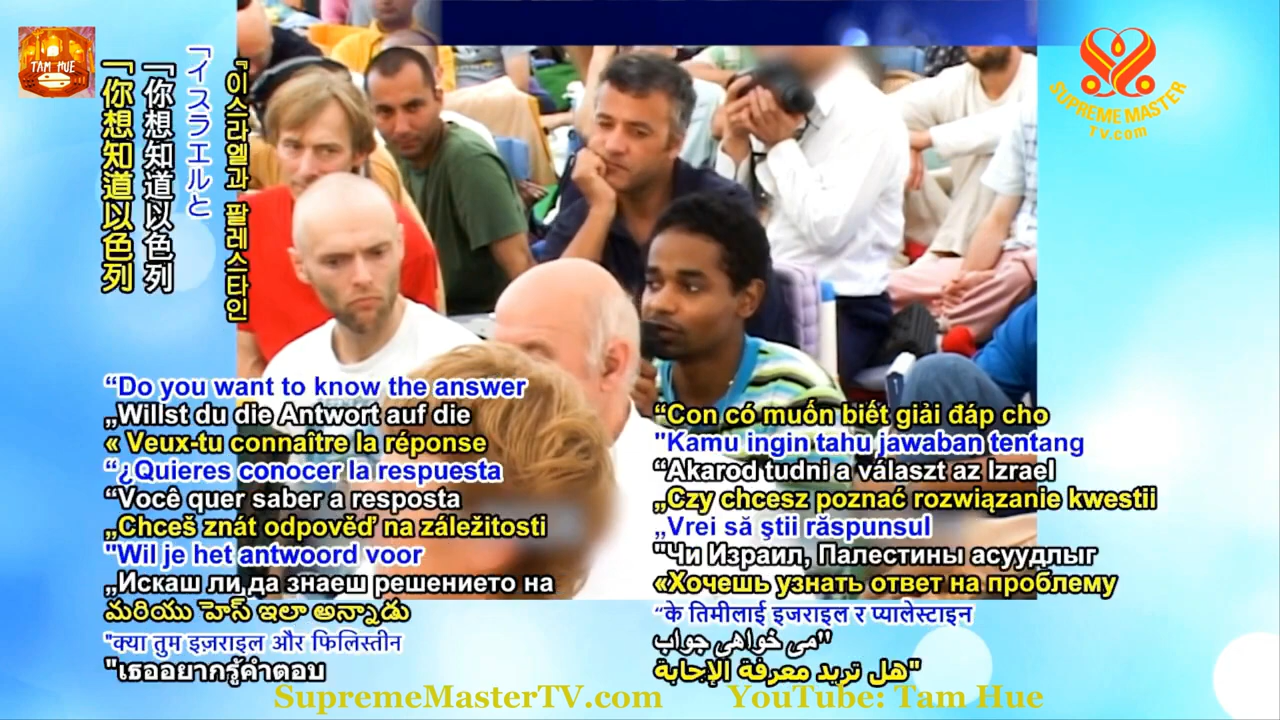 TAM HUE
「你想知道以色列
「你想知道以色列
「イスラエルと
『이스라엘과 팔레스타인
SUPREME MASTER
TV.com
“Do you want to know the answer
„Willst du die Antwort auf die
« Veux-tu connaître la réponse
“¿Quieres conocer la respuesta
“Você quer saber a resposta
„Chceš znát odpověď na záležitosti
"Wil je het antwoord voor
„Искаш ли да знаеш решението на
మరియు హెస్ ఇలా అన్నాడు
"क्या तुम इज़राइल और फिलिस्तीन
"เธออยากรู้คำตอบ
“Con có muốn biết giải đáp cho
"Kamu ingin tahu jawaban tentang
“Akarod tudni a választ az Izrael
„Czy chcesz poznać rozwiązanie kwestii
„Vrei să ştii răspunsul
"Чи Израил, Палестины асуудлыг
«Хочешь узнать ответ на проблему
“के तिमीलाई इजराइल र प्यालेस्टाइन
"می خواهی جواب
"هل تريد معرفة الإجابة
SupremeMasterTV.com
YouTube: Tam Hue